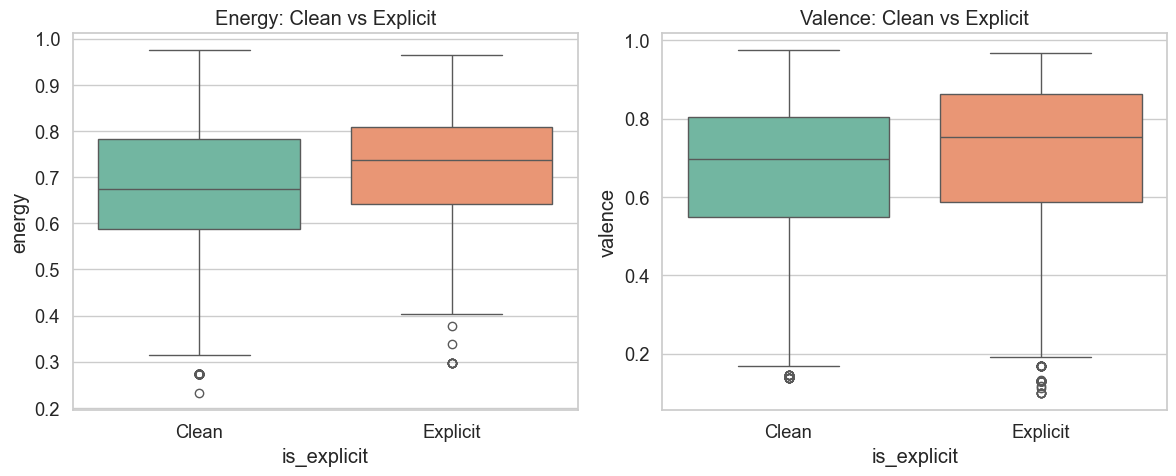 Energy: Clean vs Explicit
1.0
0.9
0.8
0.7
0.6
0.5
0.4
0.3
0.2
energy
Clean
Explicit
is_explicit
Valence: Clean vs Explicit
1.0
0.8
0.6
0.4
0.2
valence
Clean
Explicit
is_explicit